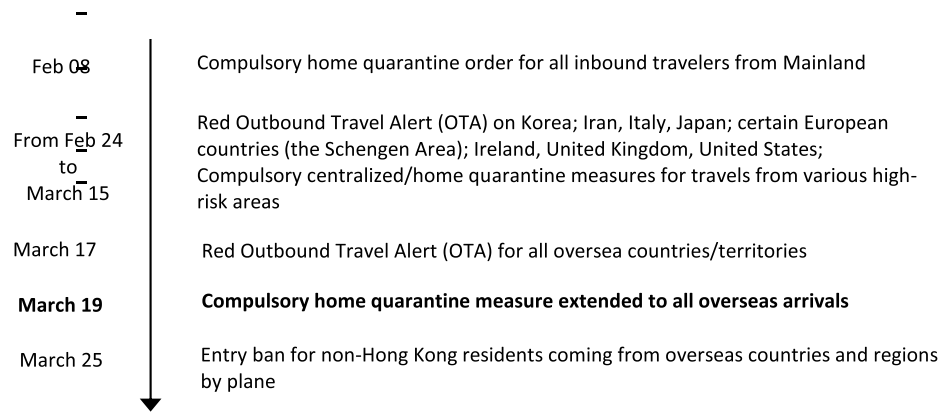 Feb 08
Compulsory home quarantine order for all inbound travelers from Mainland
From Feb 24
to
March 15
Red Outbound Travel Alert (OTA) on Korea; Iran, Italy, Japan; certain European
countries (the Schengen Area); Ireland, United Kingdom, United States;
Compulsory centralized/home quarantine measures for travels from various high-
risk areas
March 17
Red Outbound Travel Alert (OTA) for all oversea countries/territories
March 19
Compulsory home quarantine measure extended to all overseas arrivals
March 25
Entry ban for non-Hong Kong residents coming from overseas countries and regions
by plane